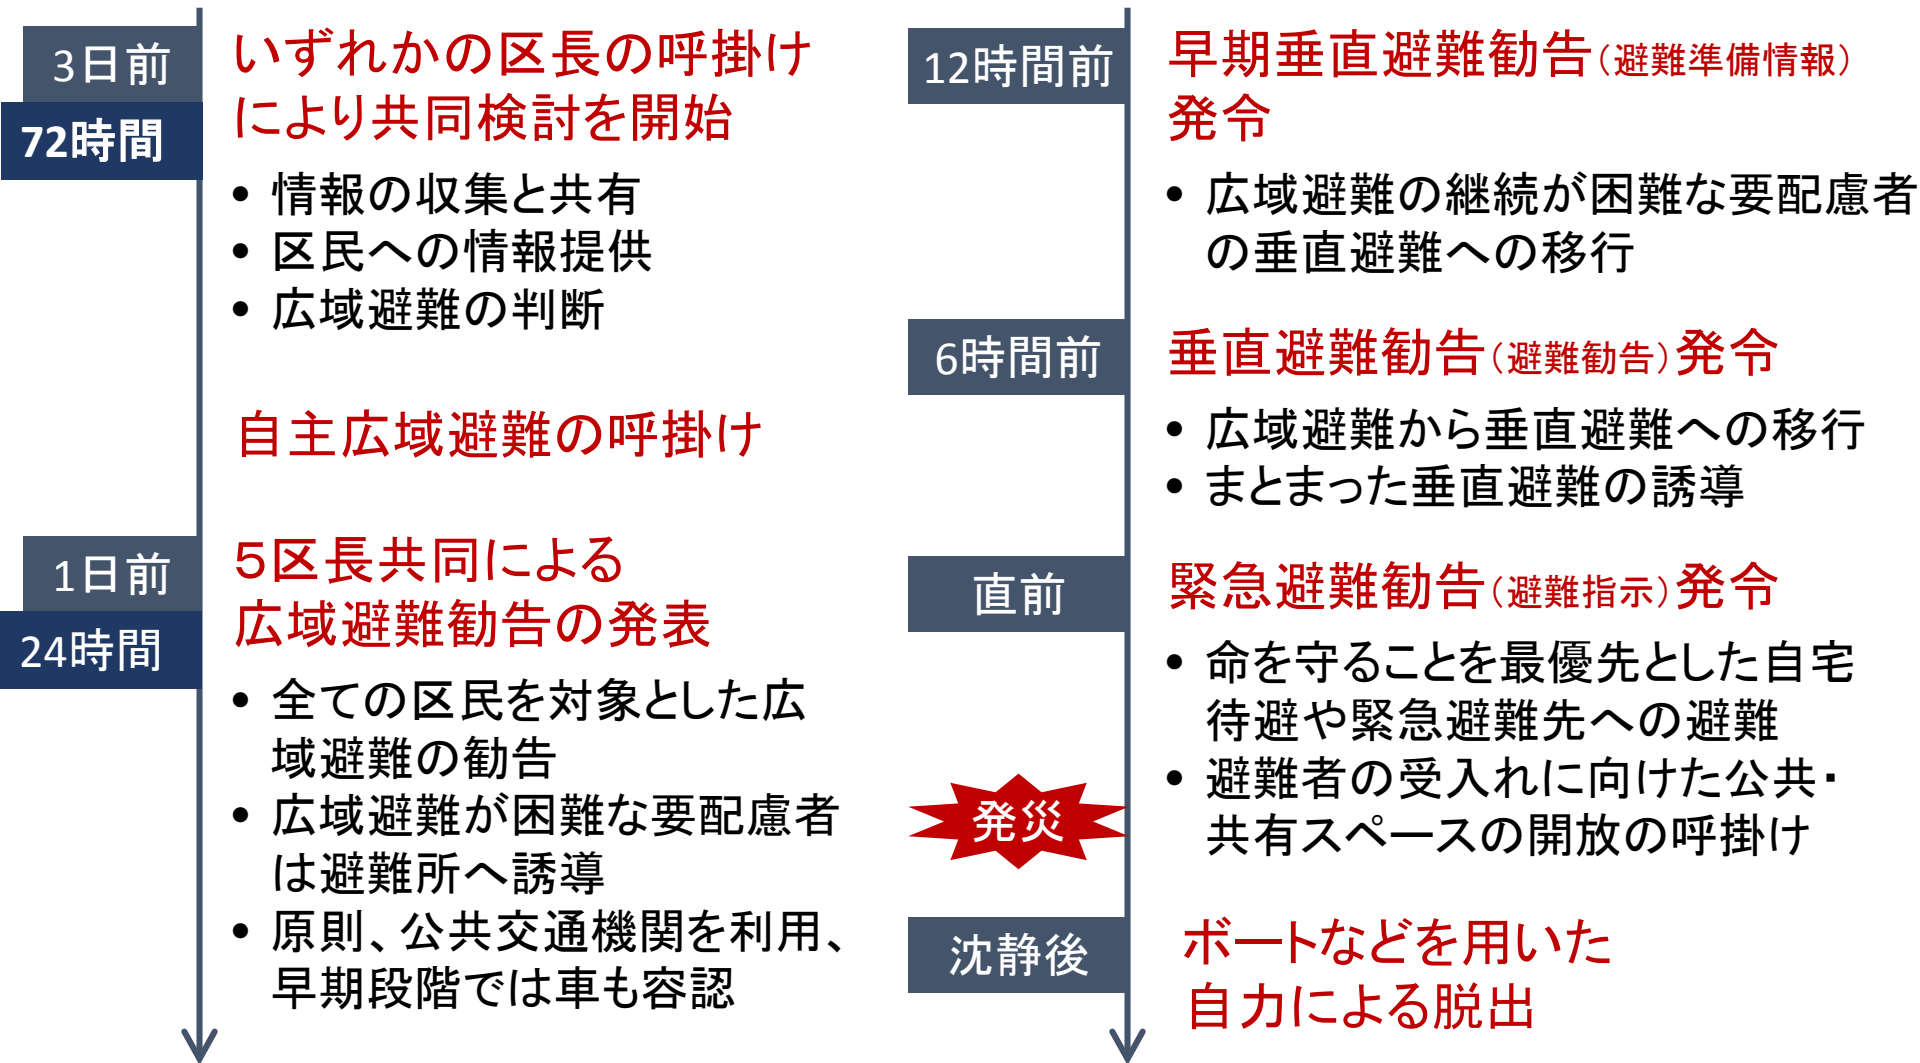 3日前
72時間
いずれかの区長の呼掛け
により共同検討を開始
• 情報の収集と共有
• 区民への情報提供
• 広域避難の判断
自主広域避難の呼掛け
1日前
24時間
５区長共同による
広域避難勧告の発表
• 全ての区民を対象とした広
域避難の勧告
• 広域避難が困難な要配慮者
は避難所へ誘導
• 原則、公共交通機関を利用、
早期段階では車も容認
12時間前
早期垂直避難勧告（避難準備情報）
発令
• 広域避難の継続が困難な要配慮者
の垂直避難への移行
6時間前
垂直避難勧告（避難勧告）発令
• 広域避難から垂直避難への移行
• まとまった垂直避難の誘導
直前
緊急避難勧告（避難指示）発令
• 命を守ることを最優先とした自宅
待避や緊急避難先への避難
• 避難者の受入れに向けた公共・
共有スペースの開放の呼掛け
発災
沈静後
ボートなどを用いた
自力による脱出